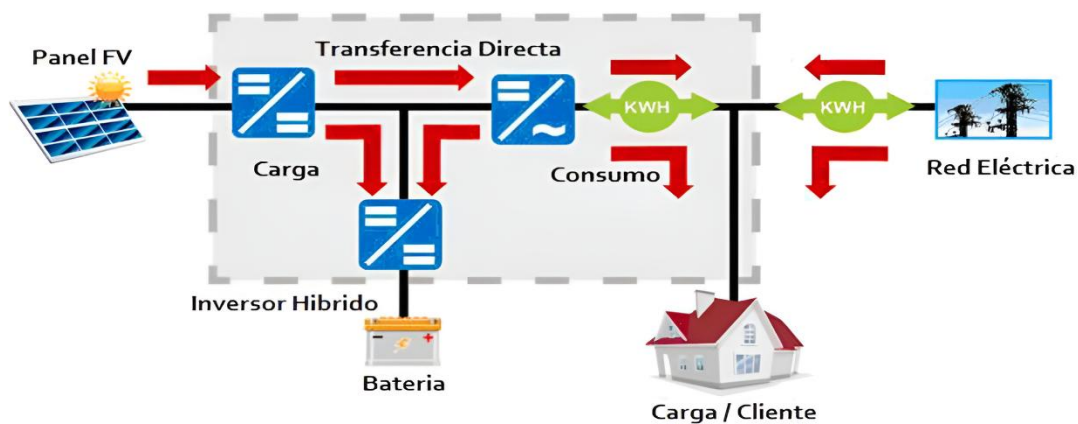 Panel FV
Transferencia Directa
KWH
KWH
Carga
Consumo
Red Eléctrica
Inversor Hibrido
Bateria
Carga / Cliente